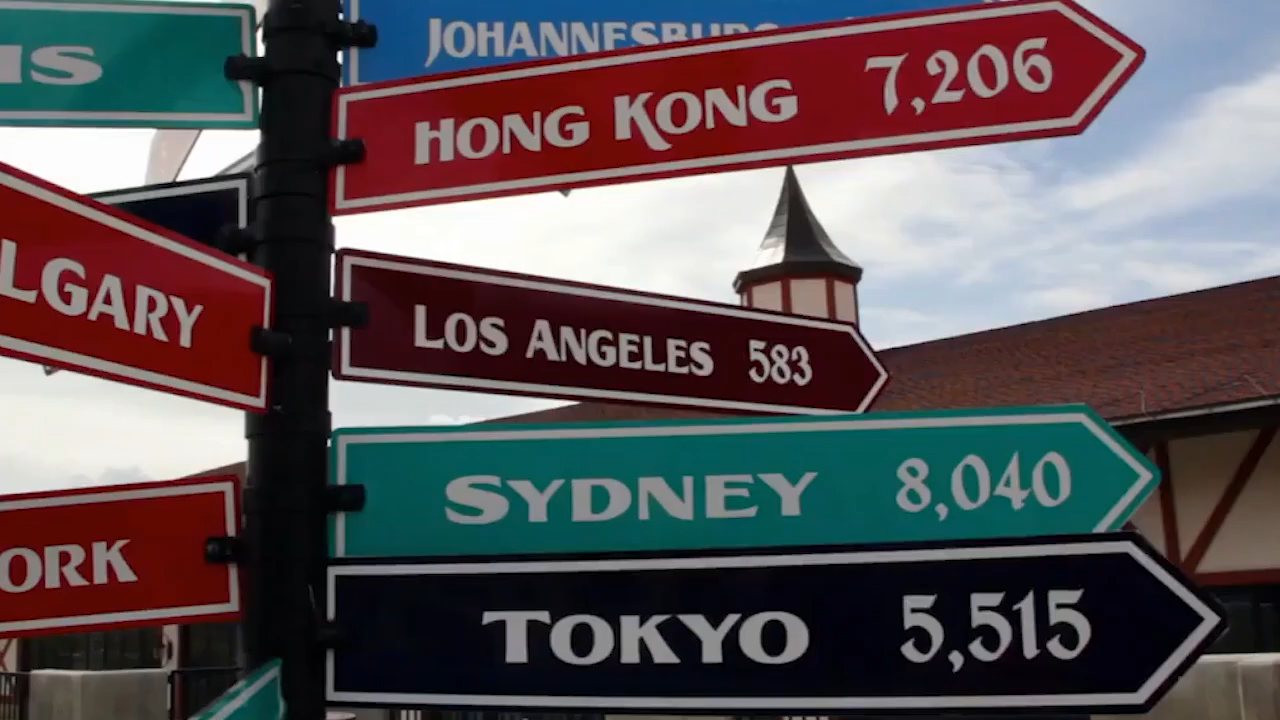 JOHANNESBURG
HONG KONG 7,206
LGARY
LOS ANGELES 583
SYDNEY 8,040
ORK
TOKYO 5,515